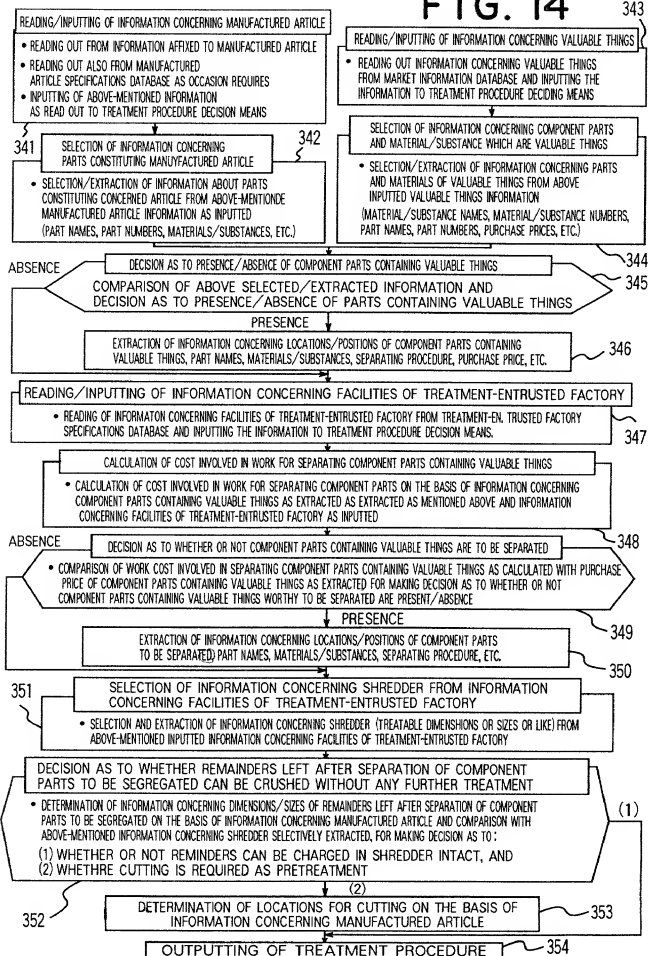 FIG. 14
READING/INPUTTING OF INFORMATION CONCERNING MANUFACTURED ARTICLE
• READING OUT FROM INFORMATION AFFIXED TO MANUFACTURED ARTICLE
• READING OUT ALSO FROM MANUFACTURED
ARTICLE SPECIFICATIONS DATABASE AS OCCASION REQUIRES
• INPUTTING OF ABOVE-MENTIONED INFORMATION
AS READ OUT TO TREATMENT PROCEDURE DECISION MEANS
341
343
READING/INPUTTING OF INFORMATION CONCERNING VALUABLE THINGS
• READING OUT INFORMATION CONCERNING VALUABLE THINGS
FROM MARKET INFORMATION DATABASE AND INPUTTING THE
INFORMATION TO TREATMENT PROCEDURE DECIDING MEANS
342
SELECTION OF INFORMATION CONCERNING
PARTS CONSTITUTING MANUYFACTURED ARTICLE
• SELECTION/EXTRACTION OF INFORMATION ABOUT PARTS
CONSTITUTING CONCERNED ARTICLE FROM ABOVE-MENTIONDE
MANUFACTURED ARTICLE INFORMATION AS INPUTTED
(PART NAMES, PART NUMBERS, MATERIALS/SUBSTANCES, ETC.)
SELECTION OF INFORMATION CONCERNING COMPONENT PARTS
AND MATERIAL/SUBSTANCE WHICH ARE VALUABLE THINGS
• SELECTION/EXTRACTION OF INFORMATION CONCERNING PARTS
AND MATERIALS OF VALUABLE THINGS FROM ABOVE
INPUTTED VALUABLE THINGS INFORMATION
(MATERIAL/SUBSTANCE NAMES, MATERIAL/SUBSTANCE NUMBERS,
PART NAMES, PART NUMBERS, PURCHASE PRICES, ETC.)
344
ABSENCE
DECISION AS TO PRESENCE/ABSENCE OF COMPONENT PARTS CONTAINING VALUABLE THINGS
345
COMPARISON OF ABOVE SELECTED/EXTRACTED INFORMATION AND
DECISION AS TO PRESENCE/ABSENCE OF PARTS CONTAINING VALUABLE THINGS
PRESENCE
EXTRACTION OF INFORMATION CONCERNING LOCATIONS/POSITIONS OF COMPONENT PARTS CONTAINING
VALUABLE THINGS, PART NAMES, MATERIALS/SUBSTANCES, SEPARATING PROCEDURE, PURCHASE PRICE, ETC.
346
READING/INPUTTING OF INFORMATION CONCERNING FACILITIES OF TREATMENT-ENTRUSTED FACTORY
• READING OF INFORMATON CONCERNING FACILITIES OF TREATMENT-ENTRUSTED FACTORY FROM TREATMENT-EN. TRUSTED FACTORY
SPECIFICATIONS DATABASE AND INPUTTING THE INFORMATION TO TREATMENT PROCEDURE DECISION MEANS.
347
CALCULATION OF COST INVOLVED IN WORK FOR SEPARATING COMPONENT PARTS CONTAINING VALUABLE THINGS
• CALCULATION OF COST INVOLVED IN WORK FOR SEPARATING COMPONENT PARTS ON THE BASIS OF INFORMATION CONCERNING
COMPONENT PARTS CONTAINING VALUABLE THINGS AS EXTRACTED AS EXTRACTED AS MENTIONED ABOVE AND INFORMATION
CONCERNING FACILITIES OF TREATMENT-ENTRUSTED FACTORY AS INPUTTED
348
ABSENCE
DECISION AS TO WHETHER OR NOT COMPONENT PARTS CONTAINING VALUABLE THINGS ARE TO BE SEPARATED
• COMPARISON OF WORK COST INVOLVED IN SEPARATING COMPONENT PARTS CONTAINING VALUABLE THINGS AS CALCULATED WITH PURCHASE
PRICE OF COMPONENT PARTS CONTAINING VALUABLE THINGS AS EXTRACTED FOR MAKING DECISION AS TO WHETHER OR NOT
COMPONENT PARTS CONTAINING VALUABLE THINGS WORTHY TO BE SEPARATED ARE PRESENT/ABSENCE
349
PRESENCE
EXTRACTION OF INFORMATION CONCERNING LOCATIONS/POSITIONS OF COMPONENT PARTS
TO BE SEPARATED, PART NAMES, MATERIALS/SUBSTANCES, SEPARATING PROCEDURE, ETC.
350
351
SELECTION OF INFORMATION CONCERNING SHREDDER FROM INFORMATION
CONCERNING FACILITIES OF TREATMENT-ENTRUSTED FACTORY
• SELECTION AND EXTRACTION OF INFORMATION CONCERNING SHREDDER (TREATABLE DIMENSIONS OR SIZES OR LIKE) FROM
ABOVE-MENTIONED INPUTTED INFORMATION CONCERNING FACILITIES OF TREATMENT-ENTRUSTED FACTORY
DECISION AS TO WHETHER REMAINDERS LEFT AFTER SEPARATION OF COMPONENT
PARTS TO BE SEGREGATED CAN BE CRUSHED WITHOUT ANY FURTHER TREATMENT
• DETERMINATION OF INFORMATION CONCERNING DIMENSIONS/SIZES OF REMAINDERS LEFT AFTER SEPARATION OF COMPONENT
PARTS TO BE SEGREGATED ON THE BASIS OF INFORMATION CONCERNING MANUFACTURED ARTICLE AND COMPARISON WITH
ABOVE-MENTIONED INFORMATION CONCERNING SHREDDER SELECTIVELY EXTRACTED, FOR MAKING DECISION AS TO:
(1) WHETHER OR NOT REMINDERS CAN BE CHARGED IN SHREDDER INTACT, AND
(2) WHETHRE CUTTING IS REQUIRED AS PRETREATMENT
(1)
352
(2)
DETERMINATION OF LOCATIONS FOR CUTTING ON THE BASIS OF
INFORMATION CONCERNING MANUFACTURED ARTICLE
353
OUTPUTTING OF TREATMENT PROCEDURE
354